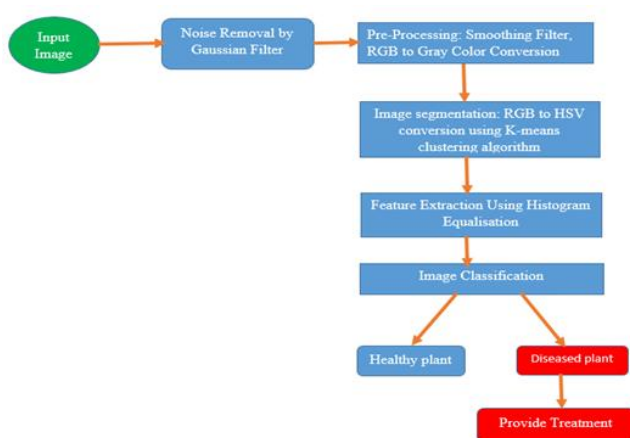 Input
Image
Noise Removal by
Gaussian Filter
Pre-Processing: Smoothing Filter,
RGB to Gray Color Conversion
Image segmentation: RGB to HSV
conversion using K-means
clustering algorithm
Feature Extraction Using Histogram
Equalisation
Image Classification
Healthy plant
Diseased plant
Provide Treatment